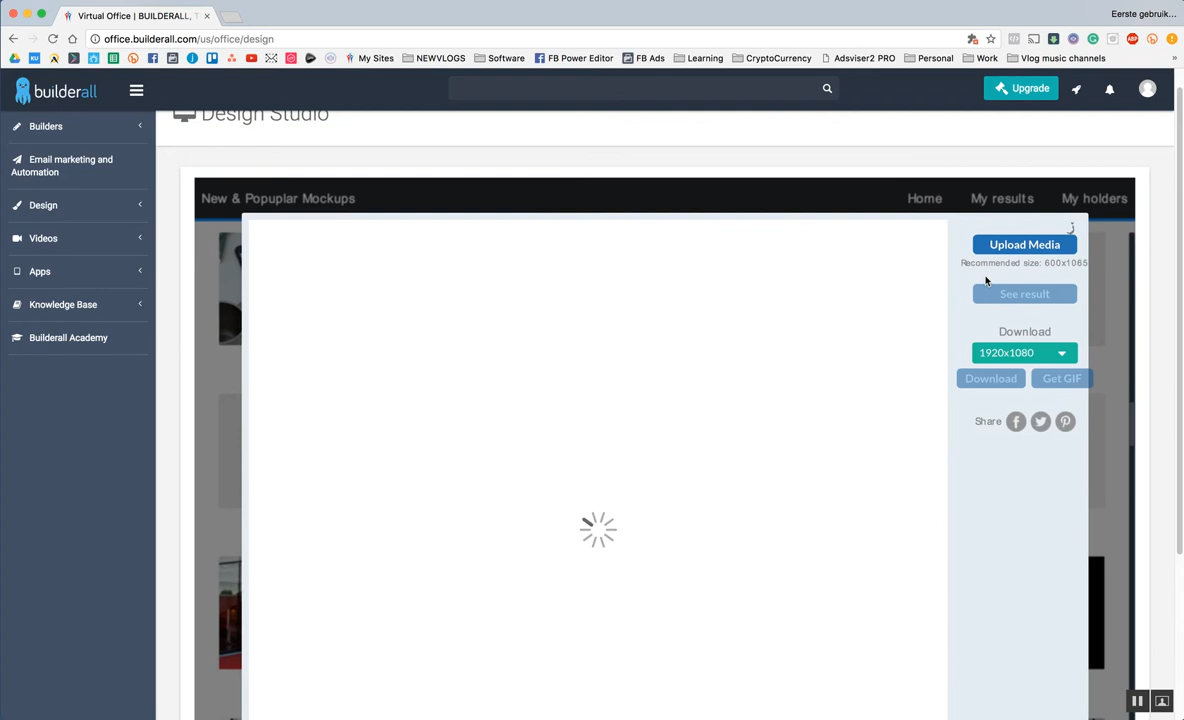 Virtual Office | BUILDERALL, T
Eerste gebruik...
office.builderall.com/us/office/design
My Sites NEWVLOGS Software FB Power Editor FB Ads Learning CryptoCurrency Adsviser2 PRO Personal Work Vlog music channels »
builderall
Upgrade
Design Studio
Builders
Email marketing and
Automation
Design
Videos
Apps
Knowledge Base
Builderall Academy
New & Popuplar Mockups
Home My results My holders
Upload Media
Recommended size: 600x1065
See result
Download
1920x1080
Download Get GIF
Share